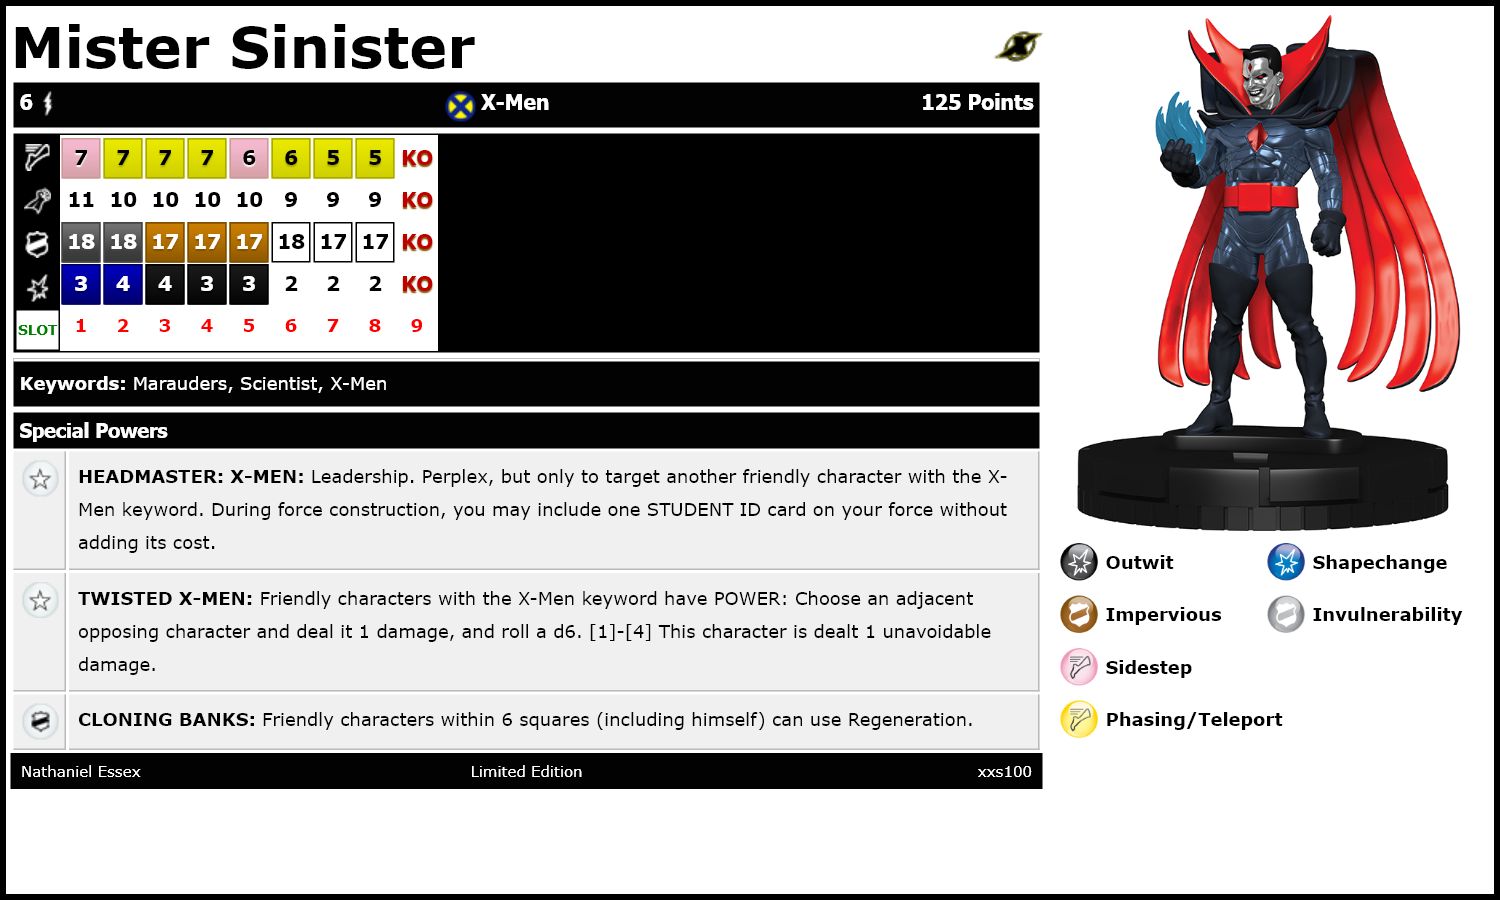 Mister Sinister
6 X-Men 125 Points
7 7 7 7 6 6 5 5 KO
11 10 10 10 10 9 9 9 KO
18 18 17 17 17 18 17 17 KO
3 4 4 3 3 2 2 2 KO
SLOT 1 2 3 4 5 6 7 8 9
Keywords: Marauders, Scientist, X-Men
Special Powers
HEADMASTER: X-MEN: Leadership. Perplex, but only to target another friendly character with the X-
Men keyword. During force construction, you may include one STUDENT ID card on your force without
adding its cost.
TWISTED X-MEN: Friendly characters with the X-Men keyword have POWER: Choose an adjacent
opposing character and deal it 1 damage, and roll a d6. [1]-[4] This character is dealt 1 unavoidable
damage.
CLONING BANKS: Friendly characters within 6 squares (including himself) can use Regeneration.
Nathaniel Essex Limited Edition xxs100
Outwit Shapechange
Impervious Invulnerability
Sidestep
Phasing/Teleport